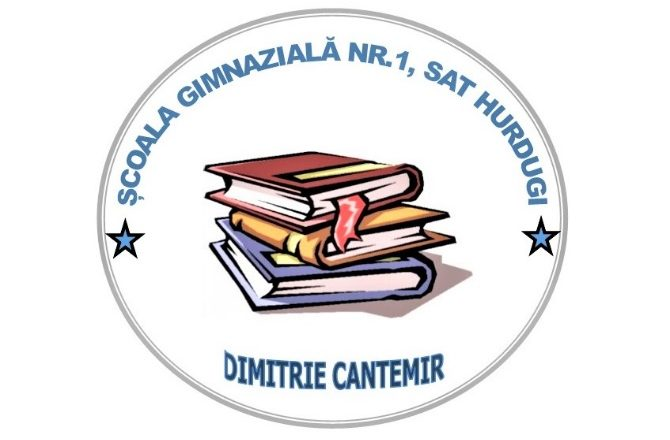 ȘCOALA GIMNAZIALĂ NR.1, SAT HURDUGI
DIMITRIE CANTEMIR